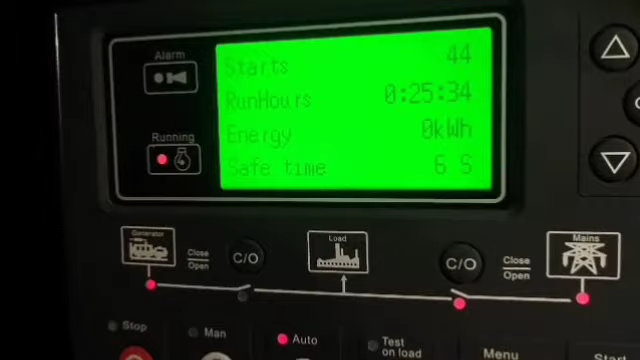 Alarm
Starts 44
RunHours 0:25:34
Running
Energy 0kWh
Safe time 6 S
Generator
Close
Open
C/O
Load
C/O
Close
Open
Mains
Stop
Man
Auto
Test
on load
Menu
Start